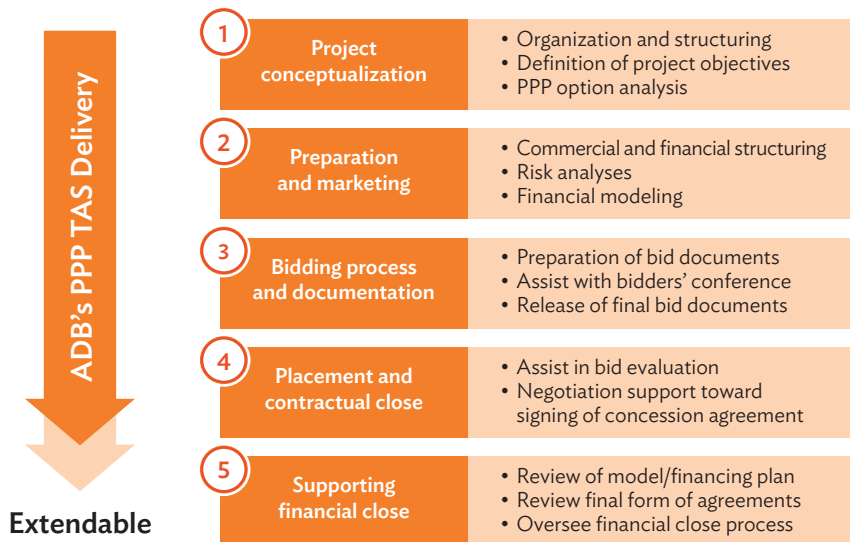 ADB's PPP TAS Delivery
Extendable
1
Project
conceptualization
• Organization and structuring
• Definition of project objectives
• PPP option analysis
2
Preparation
and marketing
• Commercial and financial structuring
• Risk analyses
• Financial modeling
3
Bidding process
and documentation
• Preparation of bid documents
• Assist with bidders' conference
• Release of final bid documents
4
Placement and
contractual close
• Assist in bid evaluation
• Negotiation support toward
signing of concession agreement
5
Supporting
financial close
• Review of model/financing plan
• Review final form of agreements
• Oversee financial close process